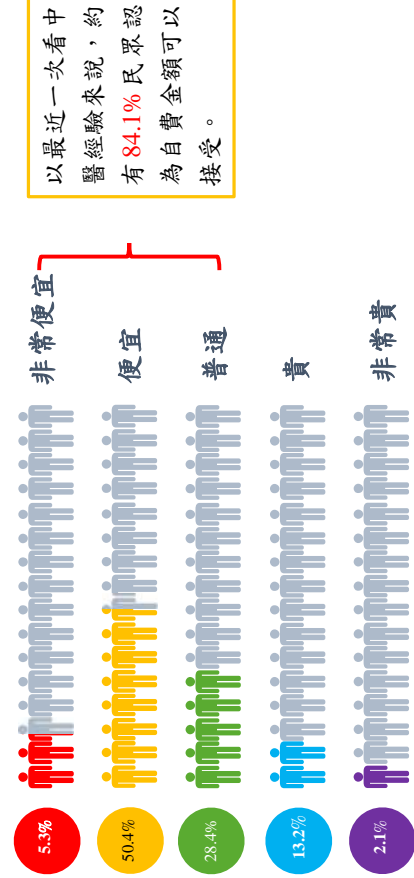 5.3%
非常便宜
50.4%
便宜
28.4%
普通
13.2%
貴
2.1%
非常貴
以最近一次看中
醫經驗來說，約
有 84.1% 民眾認
為自費金額可以
接受。